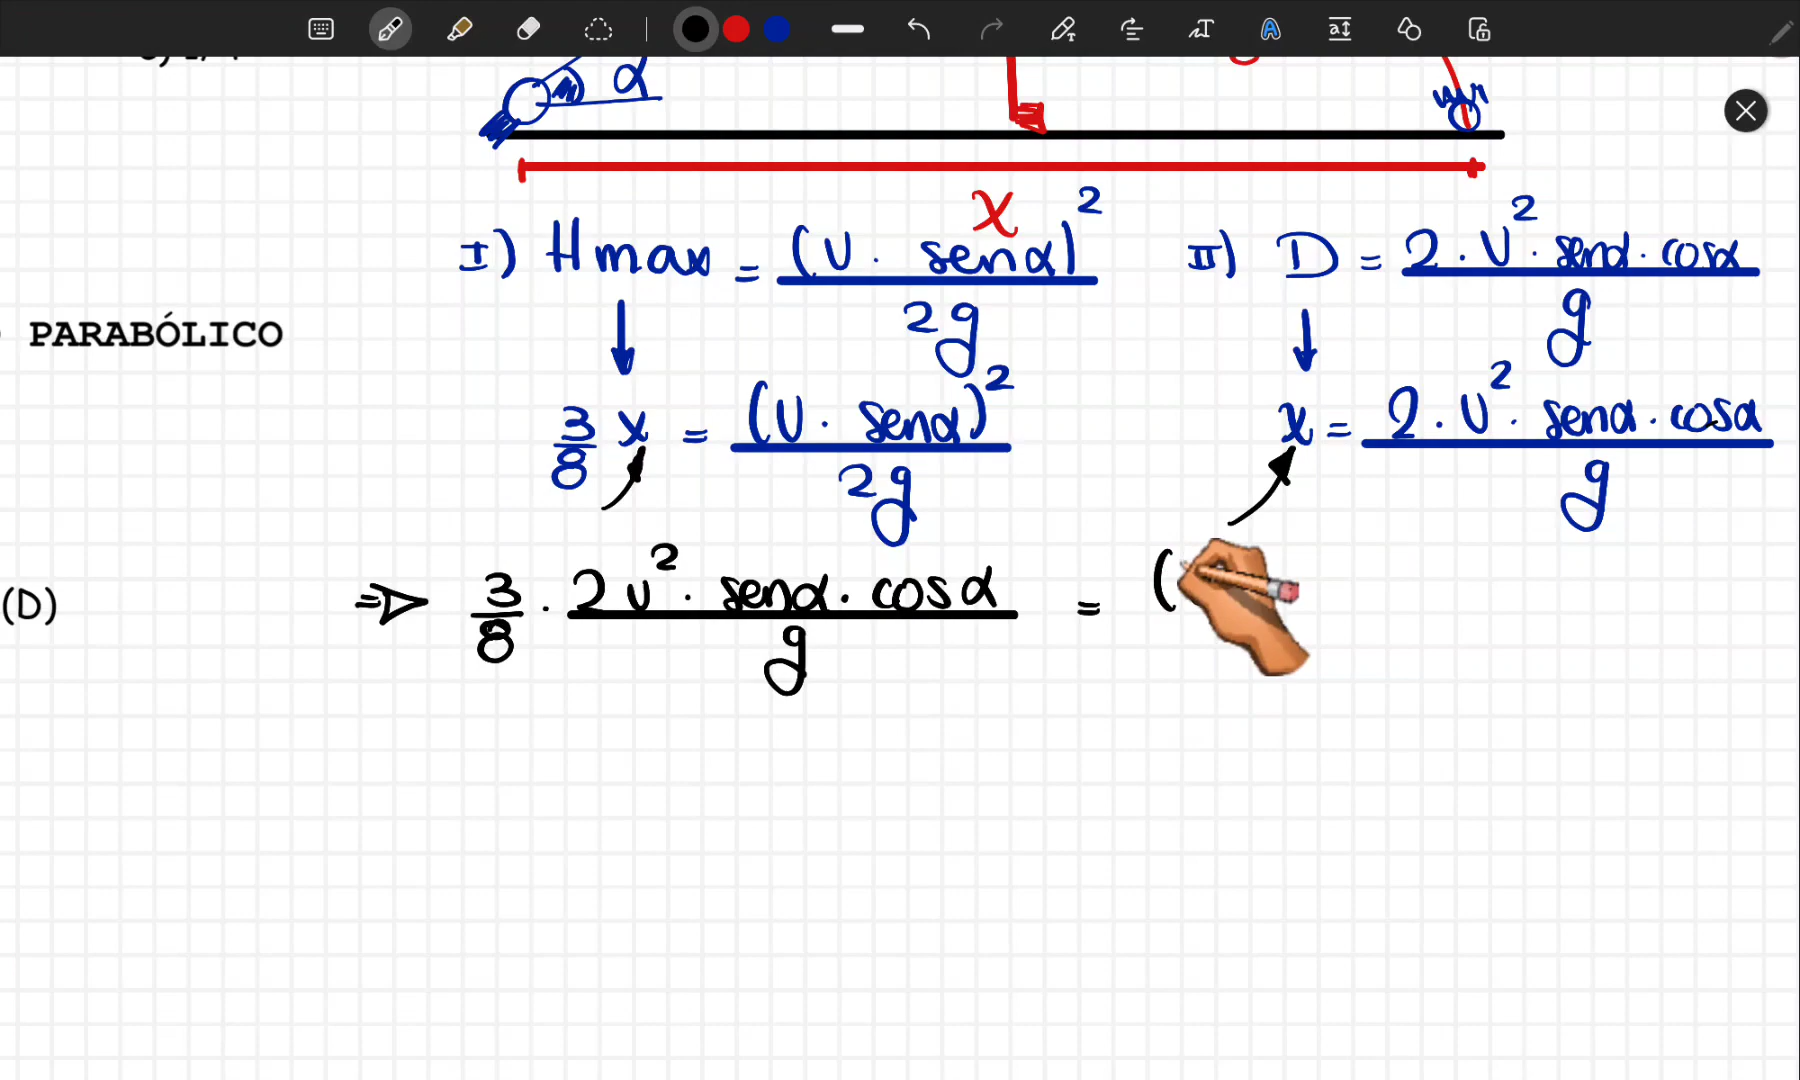 α
x
I) Hmax = (V · senα)² / 2g
II) D = 2 · V² · senα · cosα / g
PARABÓLICO
3/8 x = (V · senα)² / 2g
x = 2 · V² · senα · cosα / g
(D)
⇒ 3/8 · 2v² · senα · cosα / g = (